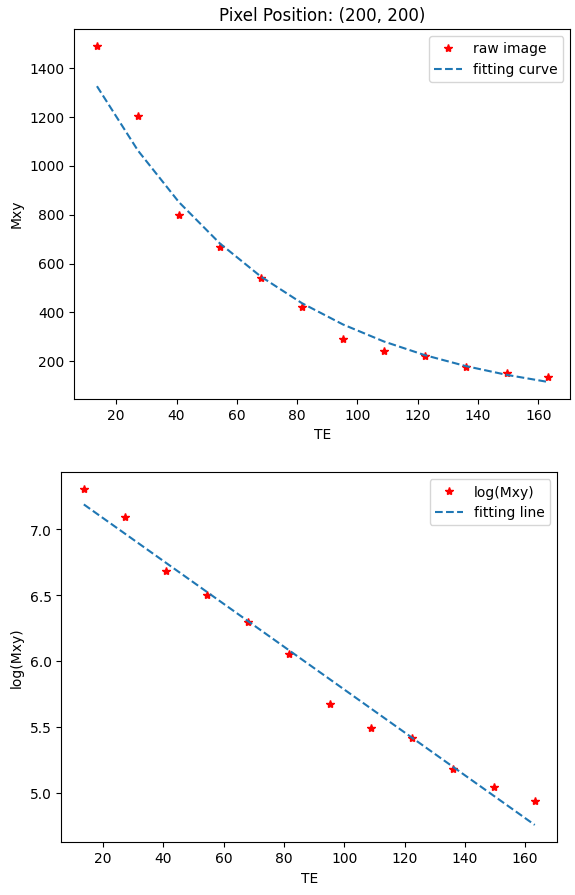 Pixel Position: (200, 200)
raw image
fitting curve
1400
1200
1000
800
600
400
200
Mxy
20 40 60 80 100 120 140 160
TE
log(Mxy)
fitting line
7.0
6.5
6.0
5.5
5.0
log(Mxy)
20 40 60 80 100 120 140 160
TE